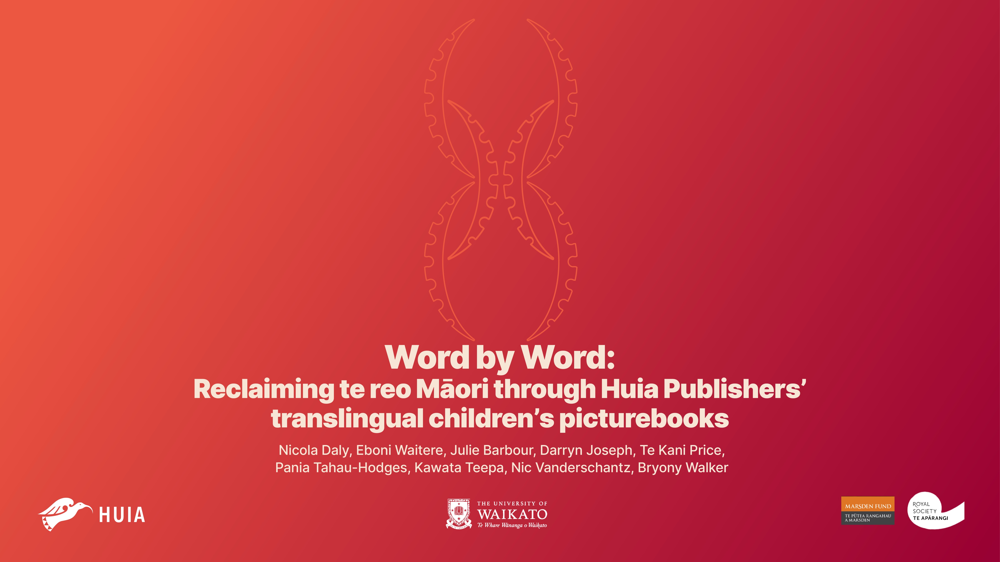 Word by Word:
Reclaiming te reo Māori through Huia Publishers’
translingual children’s picturebooks
Nicola Daly, Eboni Waitere, Julie Barbour, Darryn Joseph, Te Kani Price,
Pania Tahau-Hodges, Kawata Teepa, Nic Vanderschantz, Bryony Walker
HUIA
THE UNIVERSITY OF
WAIKATO
Te Whare Wānanga o Waikato
MARSDEN FUND
TE PŪTEA RANGAHAU
A MARSDEN
ROYAL
SOCIETY
TE APĀRANGI